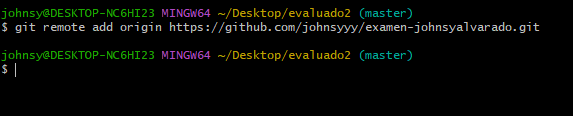 johnsy@DESKTOP-NC6HI23 MINGW64 ~/Desktop/evaluado2 (master)
$ git remote add origin https://github.com/johnsyyy/examen-johnsyalvarado.git
johnsy@DESKTOP-NC6HI23 MINGW64 ~/Desktop/evaluado2 (master)
$